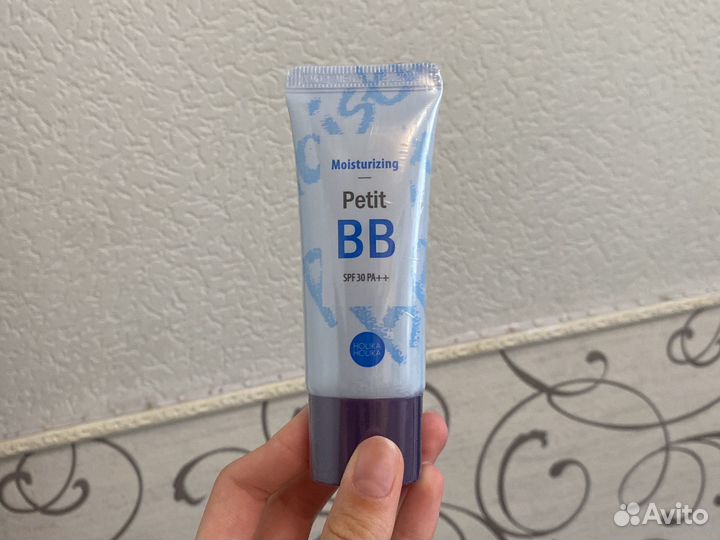 Moisturizing
Petit
BB
SPF 30 PA++
HOLIKA
HOLIKA
Avito